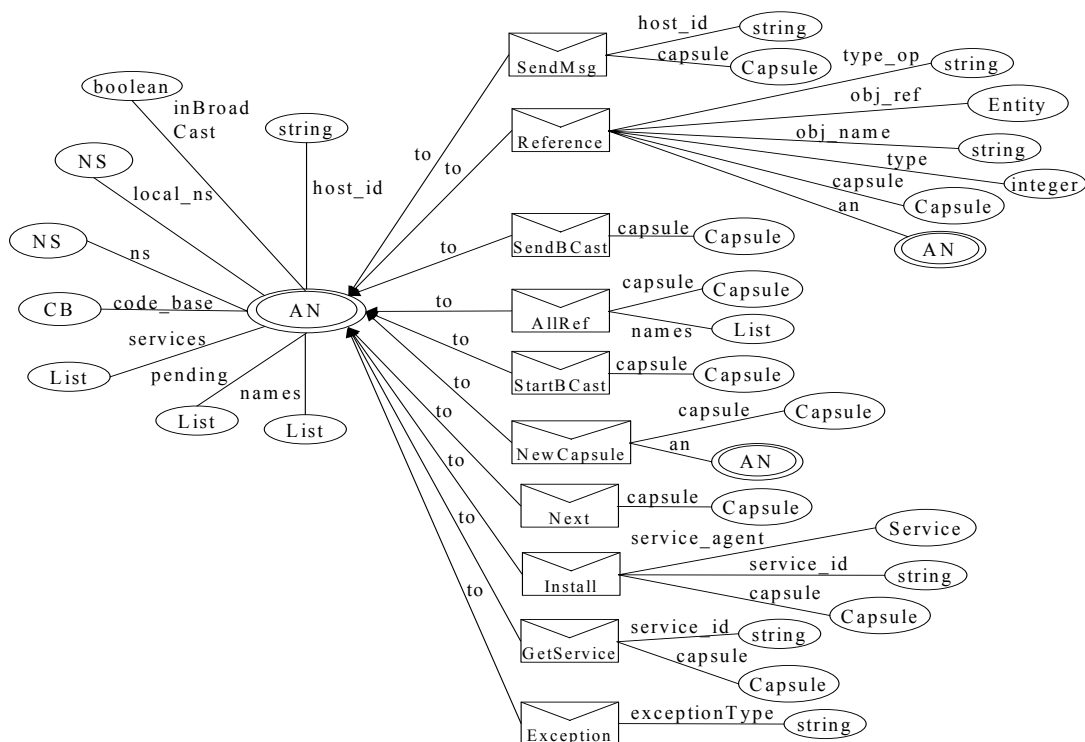 boolean
inBroad
Cast
string
host_id
NS
local_ns
NS
ns
CB
code_base
services
List
pending
List
names
List
AN
to
SendMsg
host_id
string
capsule
Capsule
to
Reference
type_op
string
obj_ref
Entity
obj_name
string
type
integer
capsule
Capsule
an
AN
to
SendBCast
capsule
Capsule
to
AllRef
capsule
Capsule
names
List
to
StartBCast
capsule
Capsule
to
NewCapsule
capsule
Capsule
an
AN
to
Next
capsule
Capsule
to
Install
service_agent
Service
service_id
string
capsule
Capsule
to
GetService
service_id
string
capsule
Capsule
to
Exception
exceptionType
string